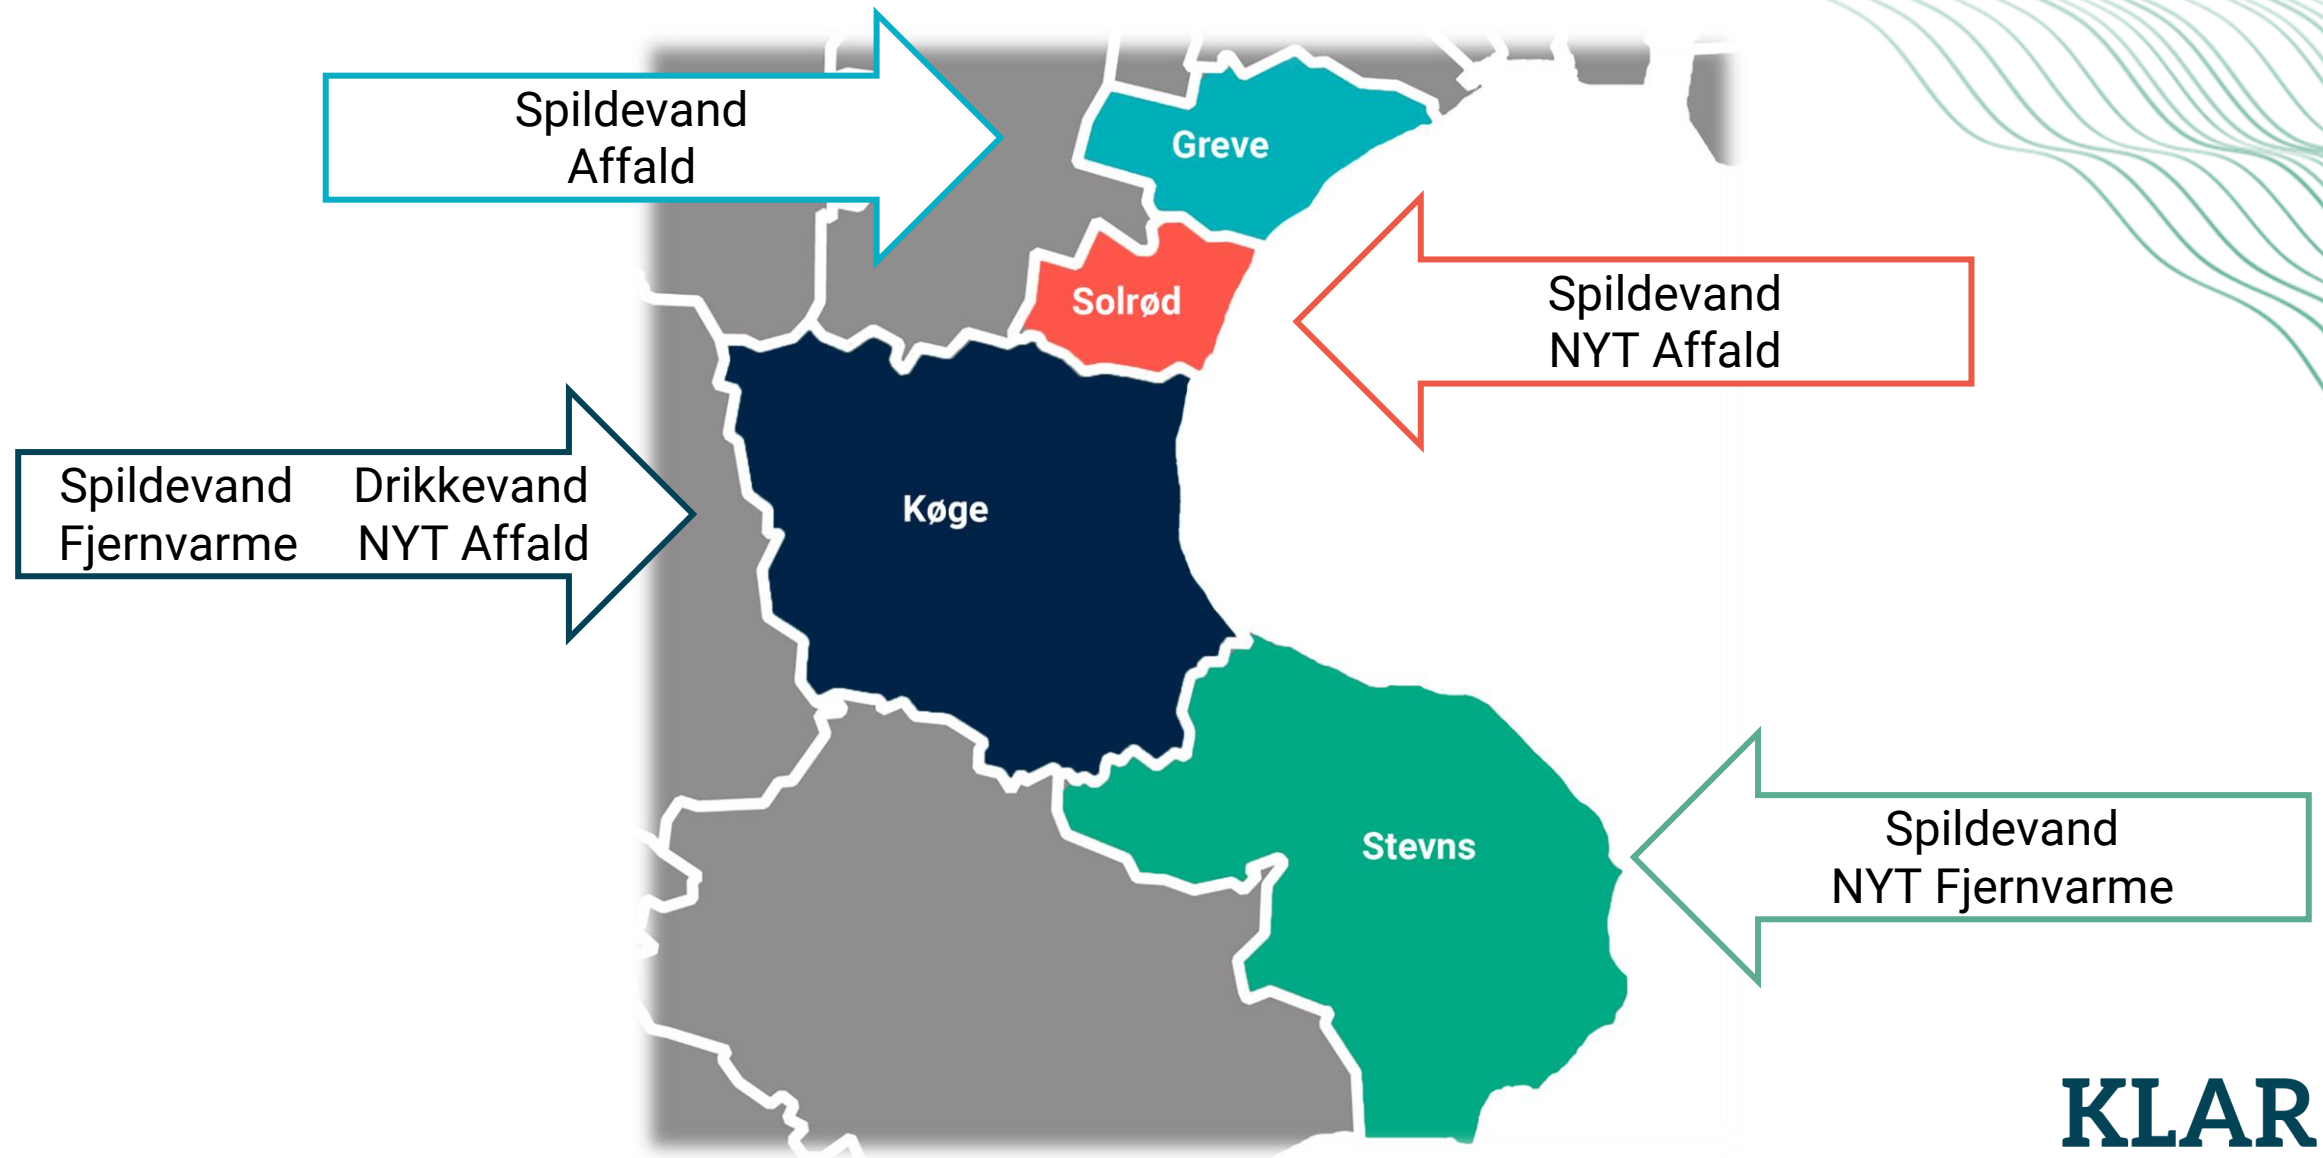 Spildevand
Affald
Greve
Solrød
Spildevand
NYT Affald
Spildevand Drikkevand
Fjernvarme NYT Affald
Køge
Stevns
Spildevand
NYT Fjernvarme
KLAR